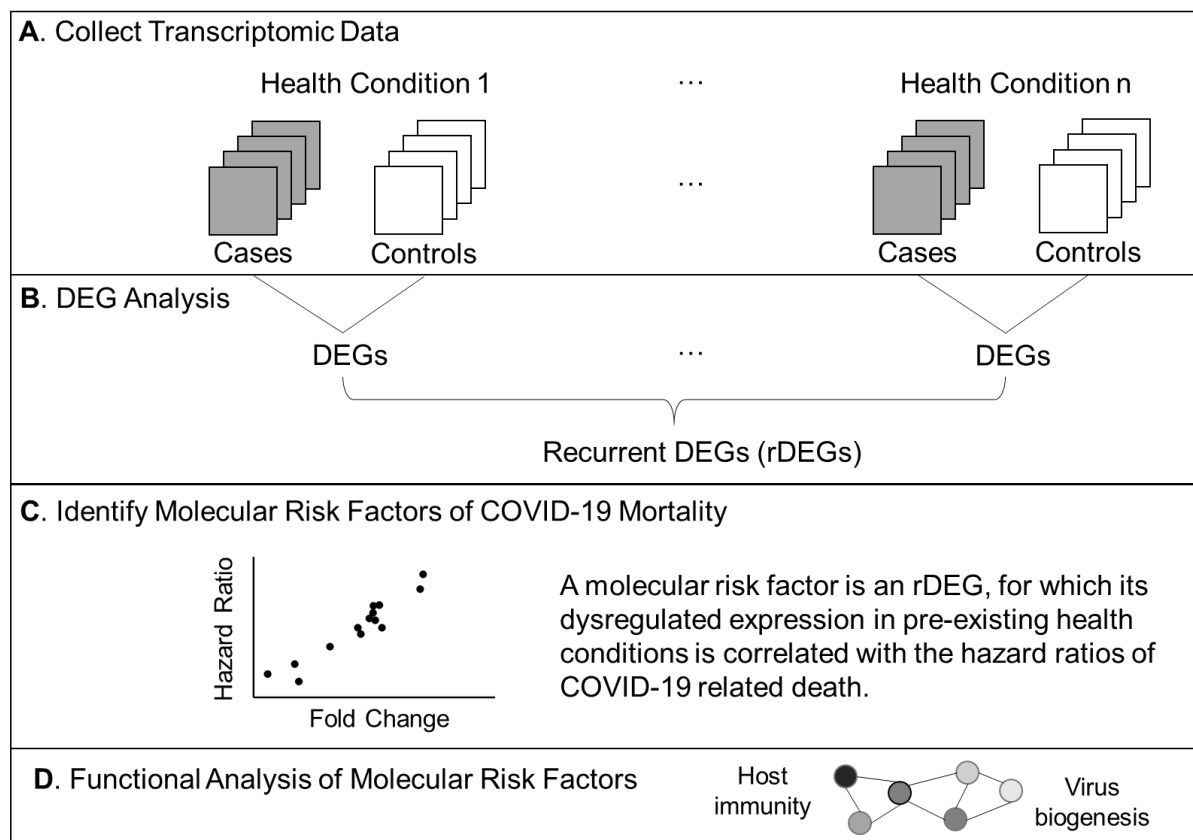 A. Collect Transcriptomic Data
Health Condition 1
…
Health Condition n
…
Cases
Controls
Cases
Controls
B. DEG Analysis
DEGs
…
DEGs
Recurrent DEGs (rDEGs)
C. Identify Molecular Risk Factors of COVID-19 Mortality
Hazard Ratio
Fold Change
A molecular risk factor is an rDEG, for which its
dysregulated expression in pre-existing health
conditions is correlated with the hazard ratios of
COVID-19 related death.
D. Functional Analysis of Molecular Risk Factors
Host
immunity
Virus
biogenesis